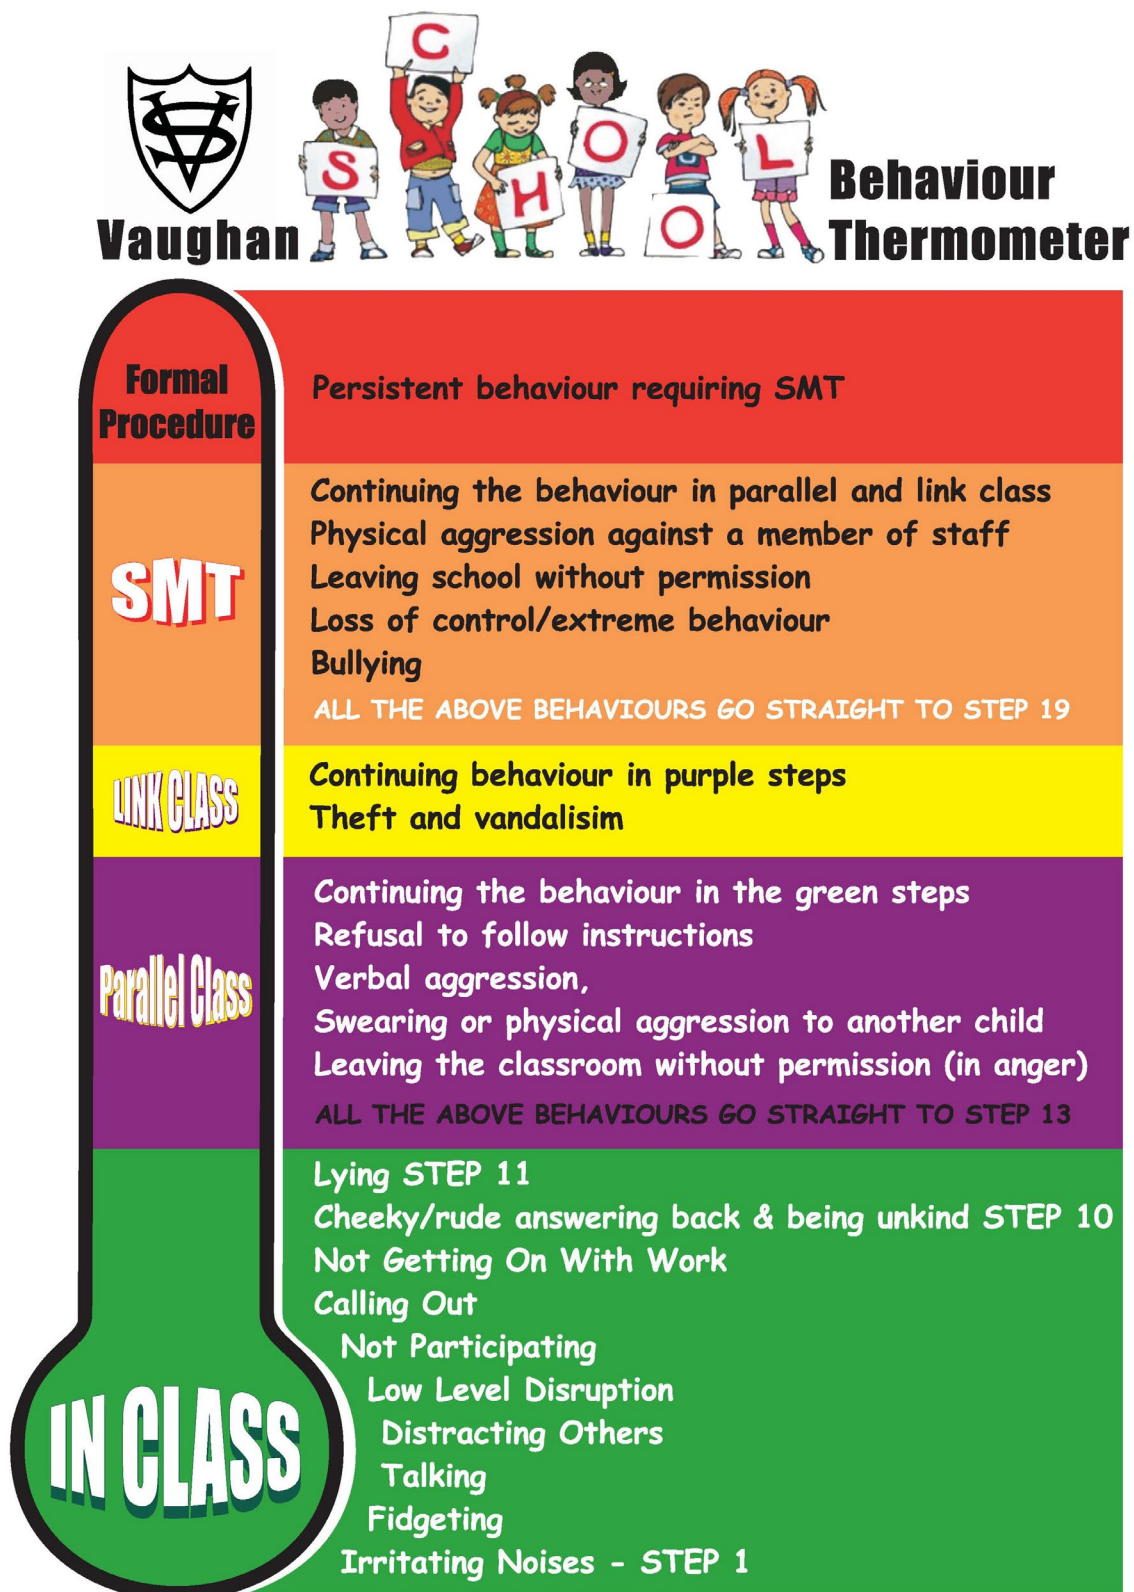 Vaughan
SCHOOL
Behaviour
Thermometer
Formal
Procedure
Persistent behaviour requiring SMT
SMT
Continuing the behaviour in parallel and link class
Physical aggression against a member of staff
Leaving school without permission
Loss of control/extreme behaviour
Bullying
ALL THE ABOVE BEHAVIOURS GO STRAIGHT TO STEP 19
LINK CLASS
Continuing behaviour in purple steps
Theft and vandalisim
Parallel Class
Continuing the behaviour in the green steps
Refusal to follow instructions
Verbal aggression,
Swearing or physical aggression to another child
Leaving the classroom without permission (in anger)
ALL THE ABOVE BEHAVIOURS GO STRAIGHT TO STEP 13
IN CLASS
Lying STEP 11
Cheeky/rude answering back & being unkind STEP 10
Not Getting On With Work
Calling Out
Not Participating
Low Level Disruption
Distracting Others
Talking
Fidgeting
Irritating Noises - STEP 1